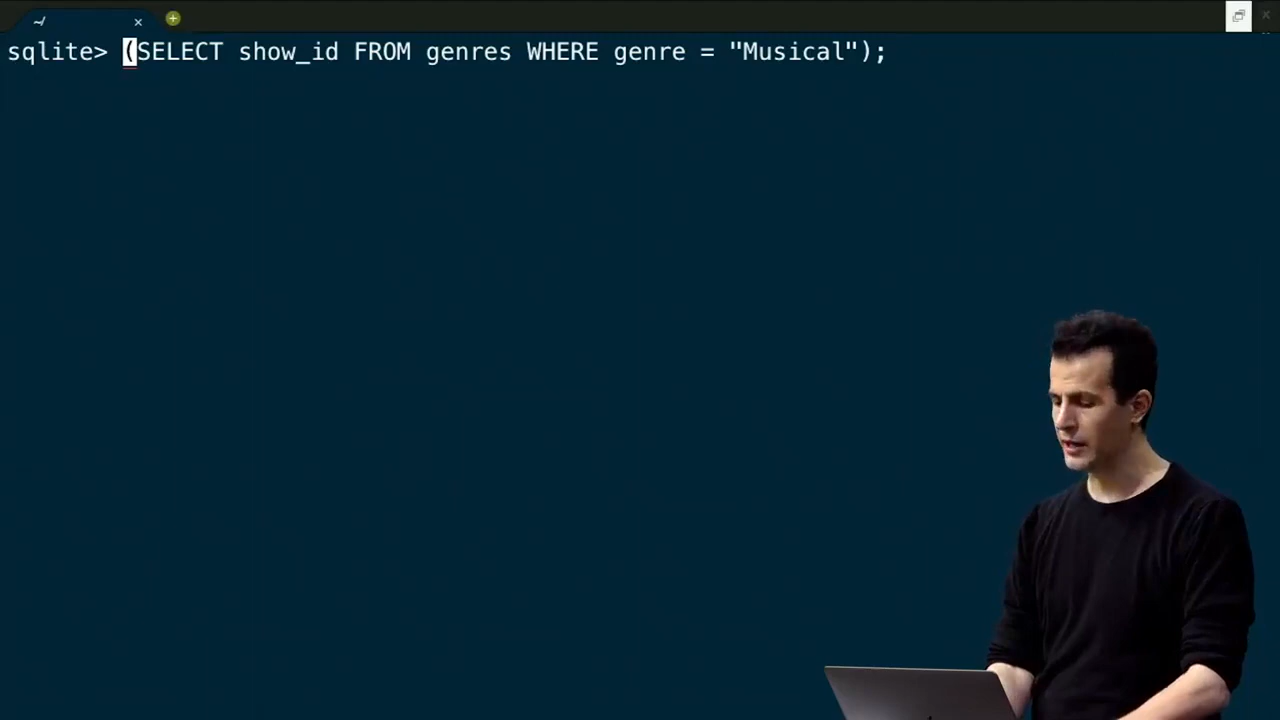 ~/
sqlite> (SELECT show_id FROM genres WHERE genre = "Musical");